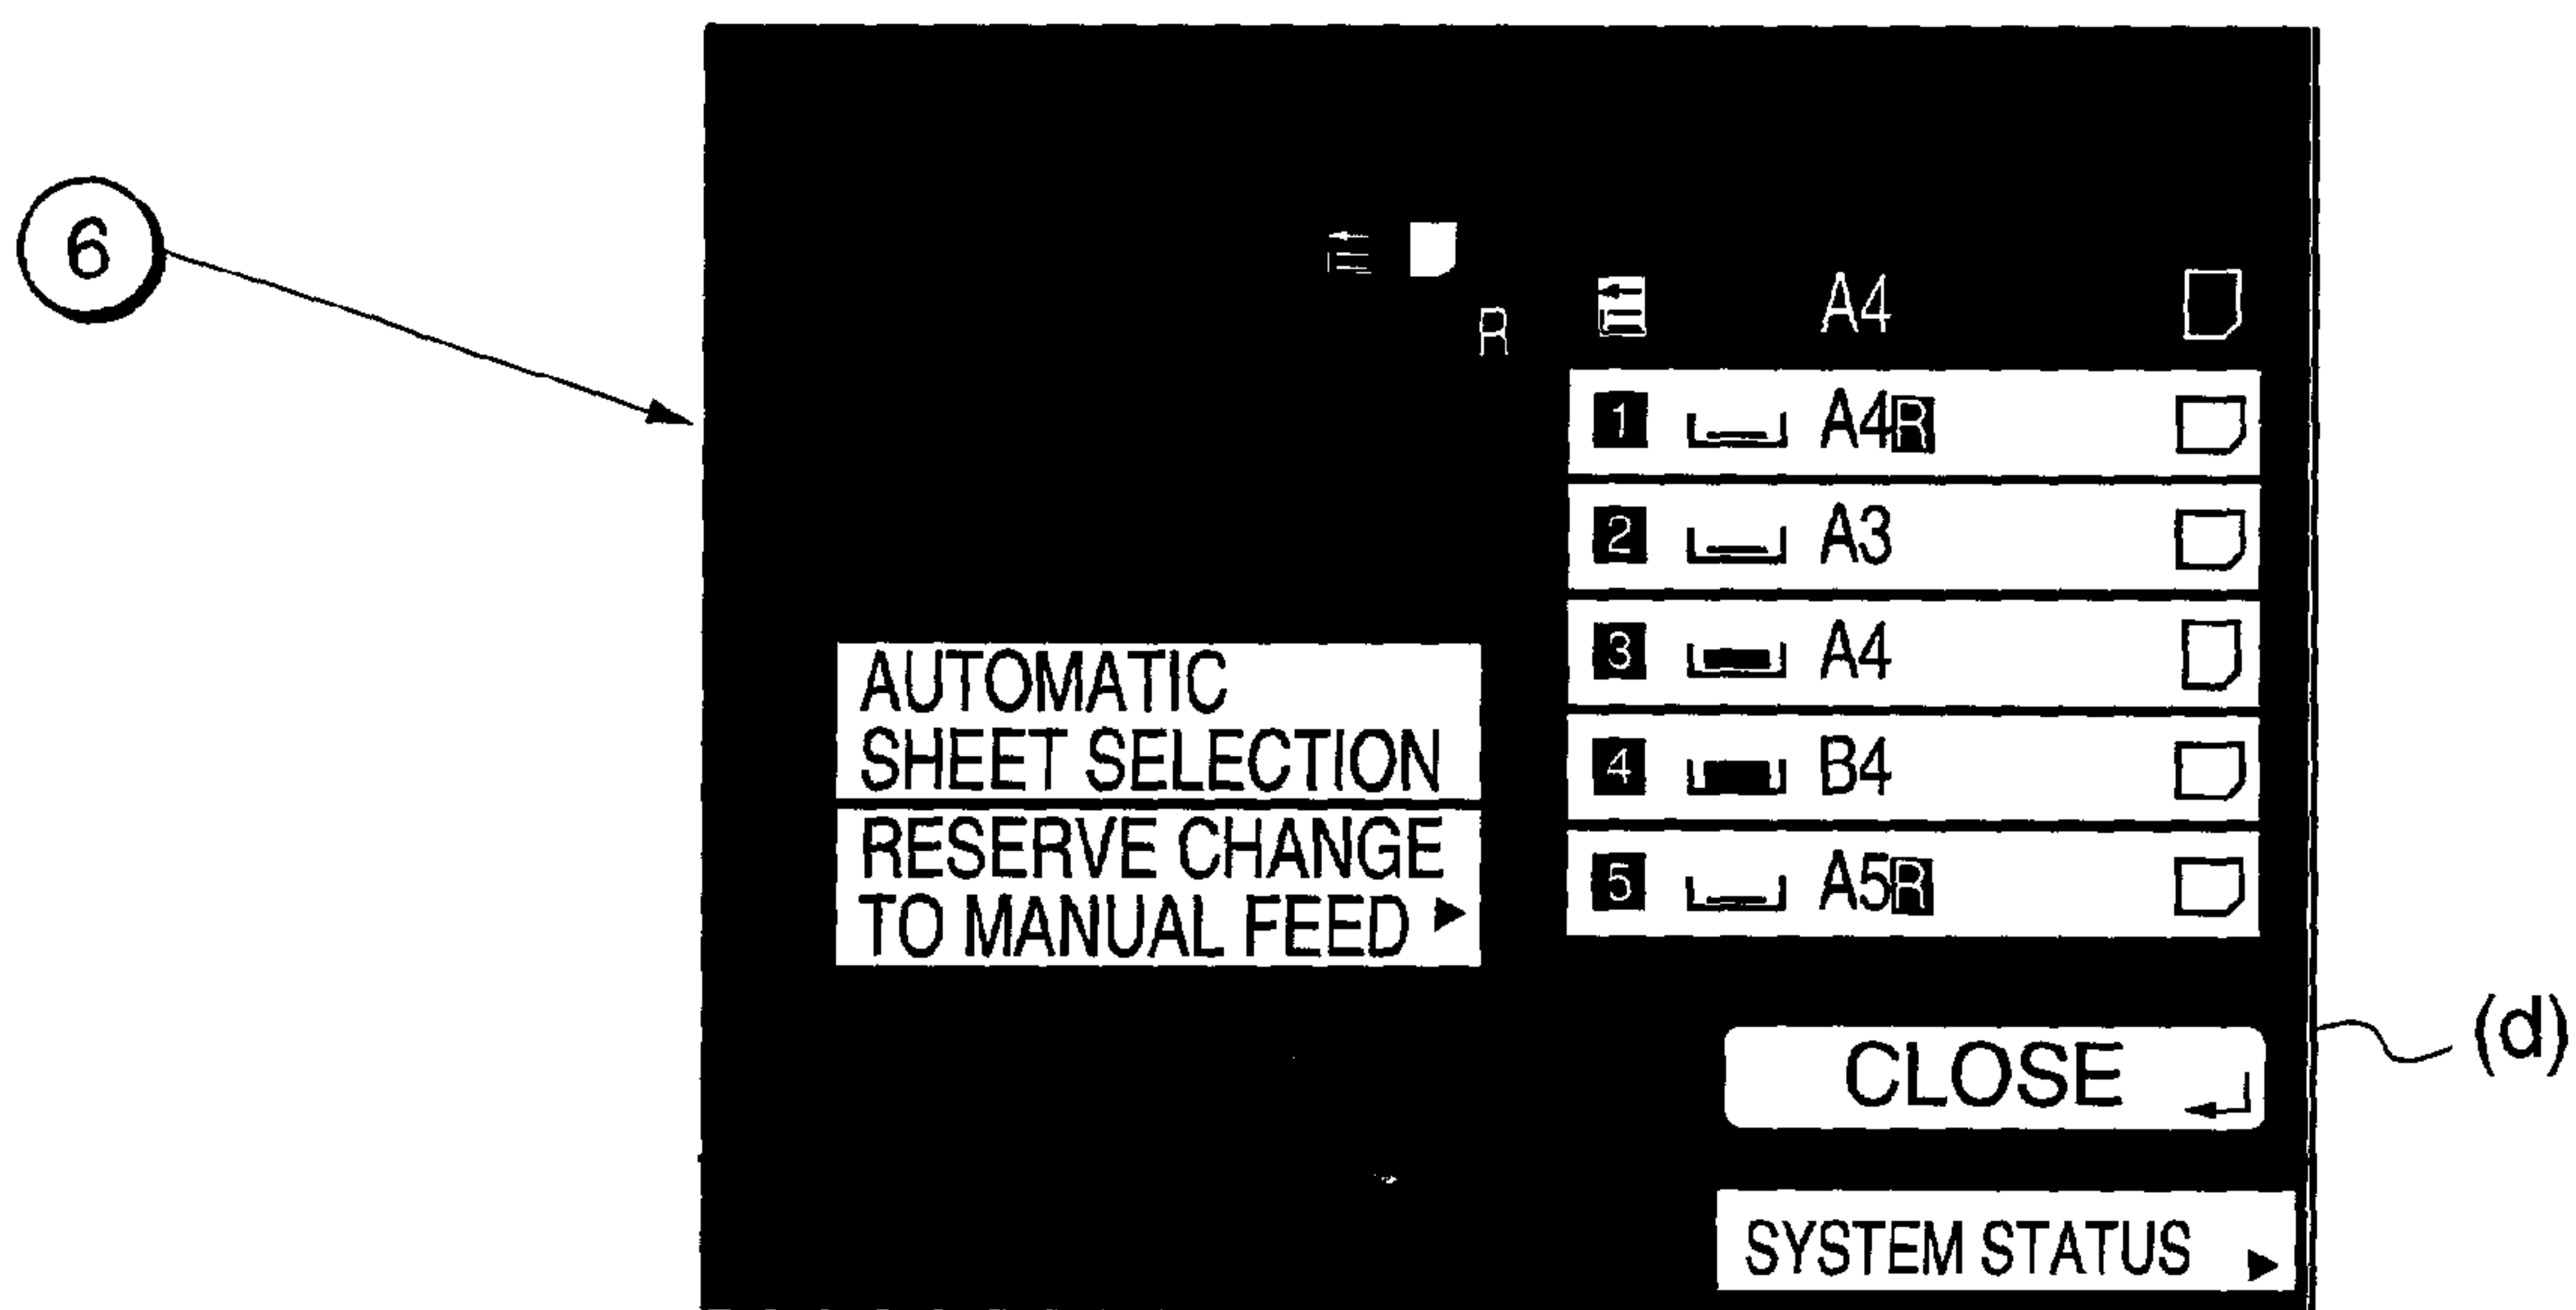 6
R
A4
1 A4R
2 A3
3 A4
4 B4
5 A5R
AUTOMATIC
SHEET SELECTION
RESERVE CHANGE
TO MANUAL FEED
CLOSE
(d)
SYSTEM STATUS